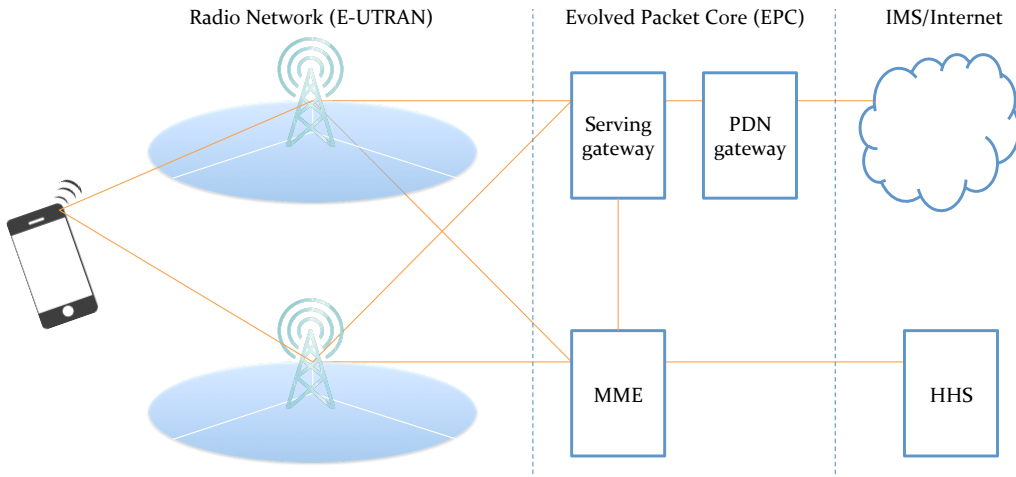 Radio Network (E-UTRAN)
Evolved Packet Core (EPC)
IMS/Internet
Serving
gateway
PDN
gateway
MME
HHS